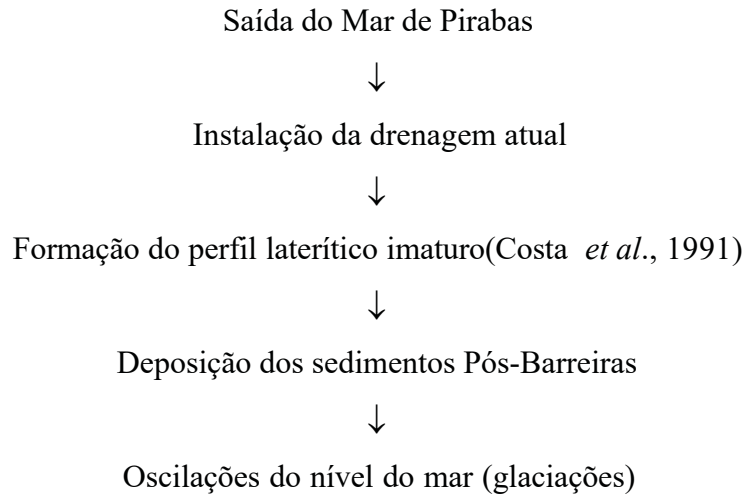 Saída do Mar de Pirabas
↓
Instalação da drenagem atual
↓
Formação do perfil laterítico imaturo(Costa et al., 1991)
↓
Deposição dos sedimentos Pós-Barreiras
↓
Oscilações do nível do mar (glaciações)